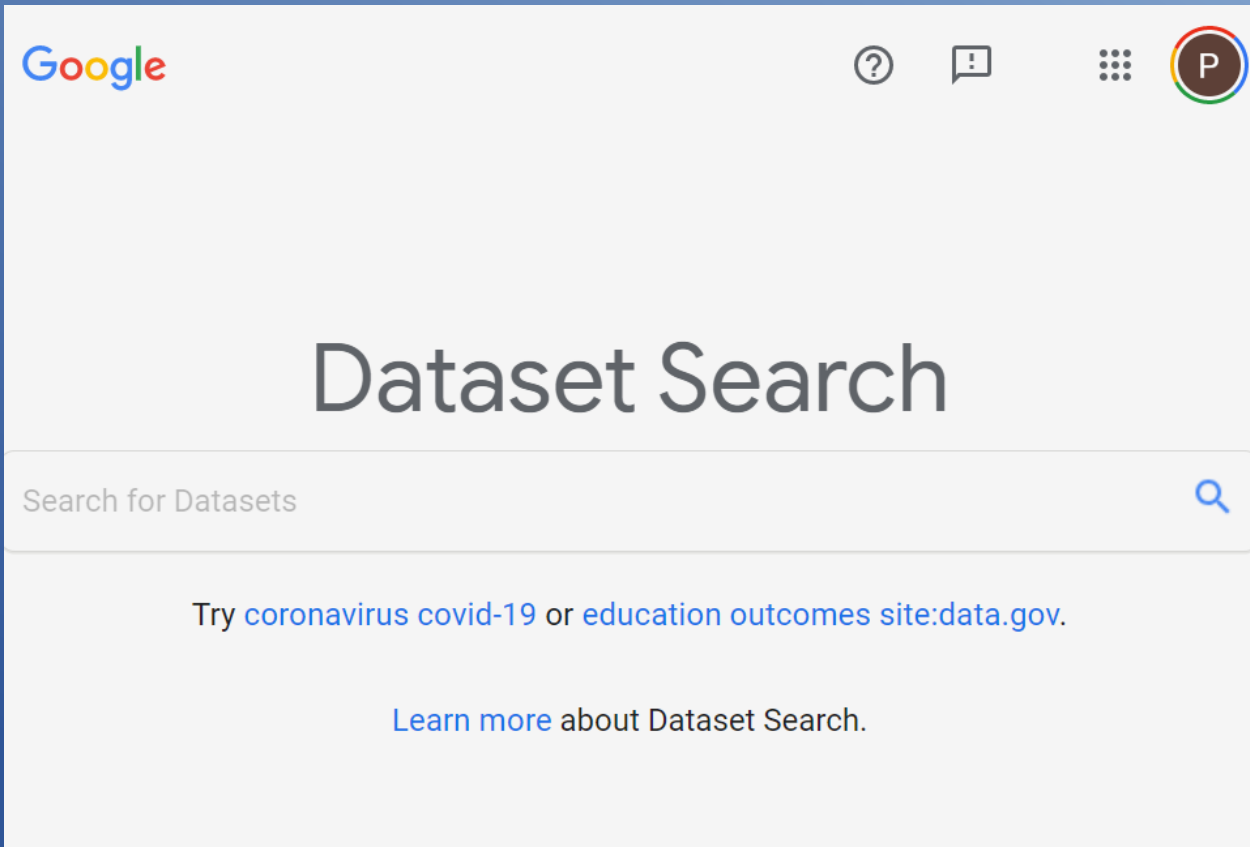 Google
P
Dataset Search
Search for Datasets
Try coronavirus covid-19 or education outcomes site:data.gov.
Learn more about Dataset Search.